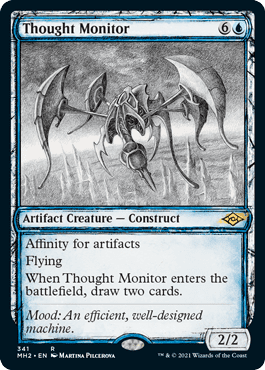 Thought Monitor 6
Artifact Creature — Construct
Affinity for artifacts
Flying
When Thought Monitor enters the
battlefield, draw two cards.
Mood: An efficient, well-designed
machine.
2/2
341 R
MH2 • EN Martina Pilcerova
™ & © 2021 Wizards of the Coast